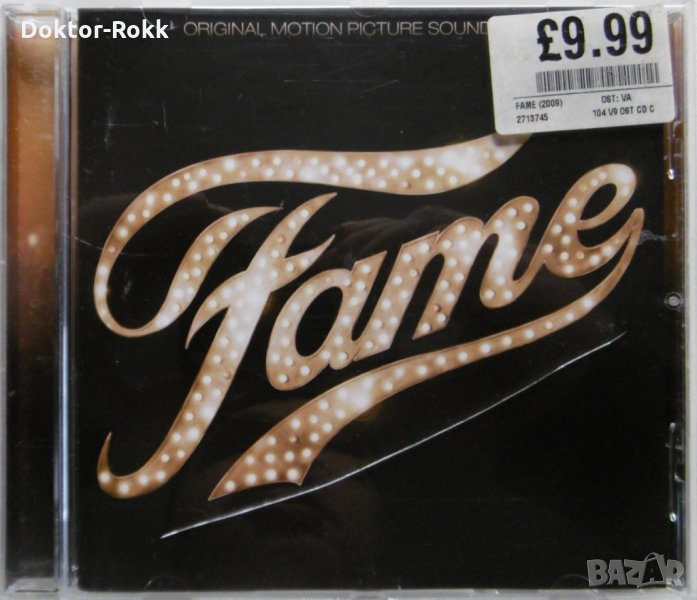 Doktor-Rokk
ORIGINAL MOTION PICTURE SOUND
£9.99
FAME (2009) OST: VA
2713745 104 V9 OST CD C
Fame
BAZAR